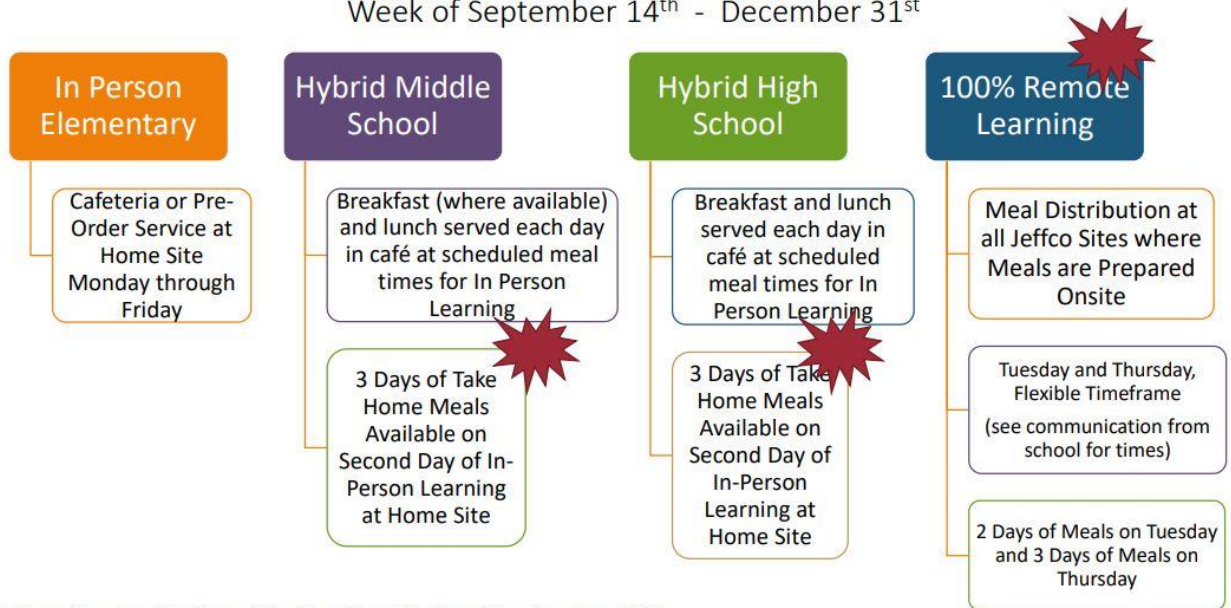 Week of September 14th - December 31st
In Person
Elementary
Cafeteria or Pre-
Order Service at
Home Site
Monday through
Friday
Hybrid Middle
School
Breakfast (where available)
and lunch served each day
in café at scheduled meal
times for In Person
Learning
3 Days of Take
Home Meals
Available on
Second Day of In-
Person Learning
at Home Site
Hybrid High
School
Breakfast and lunch
served each day in
café at scheduled
meal times for In
Person Learning
3 Days of Take
Home Meals
Available on
Second Day of
In-Person
Learning at
Home Site
100% Remote
Learning
Meal Distribution at
all Jeffco Sites where
Meals are Prepared
Onsite
Tuesday and Thursday,
Flexible Timeframe
(see communication from
school for times)
2 Days of Meals on Tuesday
and 3 Days of Meals on
Thursday